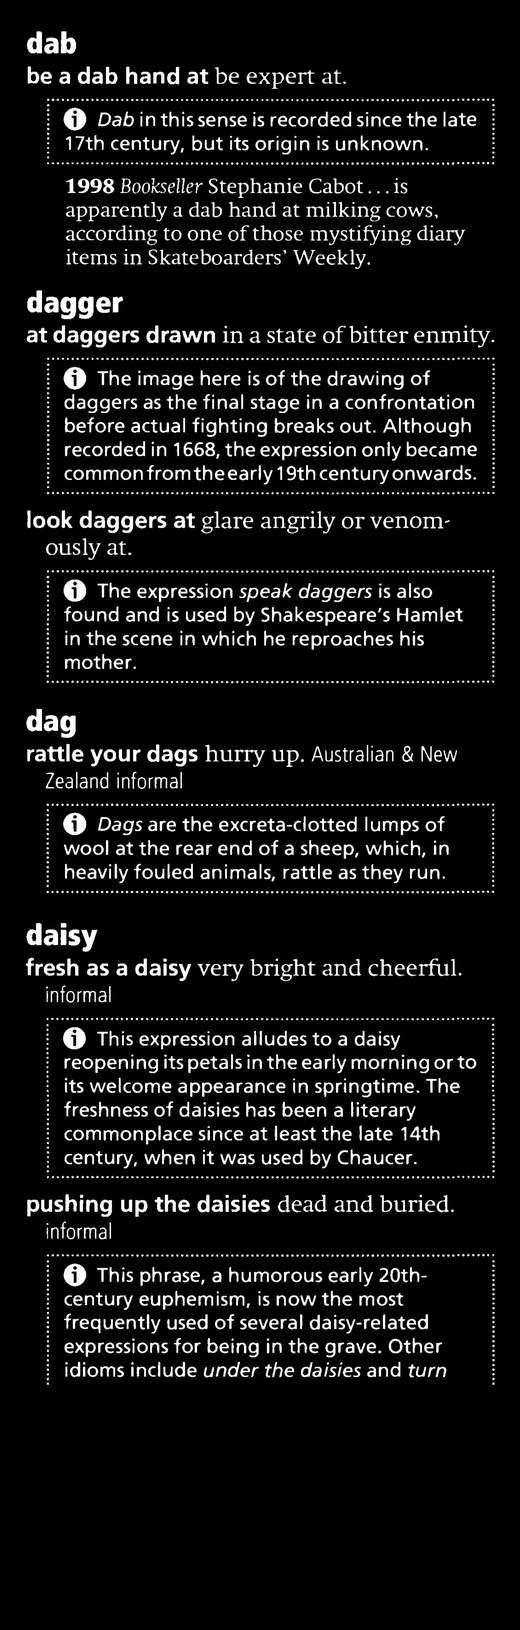 dab
be a dab hand at be expert at.
Dab in this sense is recorded since the late
17th century, but its origin is unknown.
1998 Bookseller Stephanie Cabot . . . is
apparently a dab hand at milking cows,
according to one of those mystifying diary
items in Skateboarders' Weekly.
dagger
at daggers drawn in a state of bitter enmity.
The image here is of the drawing of
daggers as the final stage in a confrontation
before actual fighting breaks out. Although
recorded in 1668, the expression only became
common from the early 19th century onwards.
look daggers at glare angrily or venom-
ously at.
The expression speak daggers is also
found and is used by Shakespeare's Hamlet
in the scene in which he reproaches his
mother.
dag
rattle your dags hurry up. Australian & New
Zealand informal
Dags are the excreta-clotted lumps of
wool at the rear end of a sheep, which, in
heavily fouled animals, rattle as they run.
daisy
fresh as a daisy very bright and cheerful.
informal
This expression alludes to a daisy
reopening its petals in the early morning or to
its welcome appearance in springtime. The
freshness of daisies has been a literary
commonplace since at least the late 14th
century, when it was used by Chaucer.
pushing up the daisies dead and buried.
informal
This phrase, a humorous early 20th-
century euphemism, is now the most
frequently used of several daisy-related
expressions for being in the grave. Other
idioms include under the daisies and turn